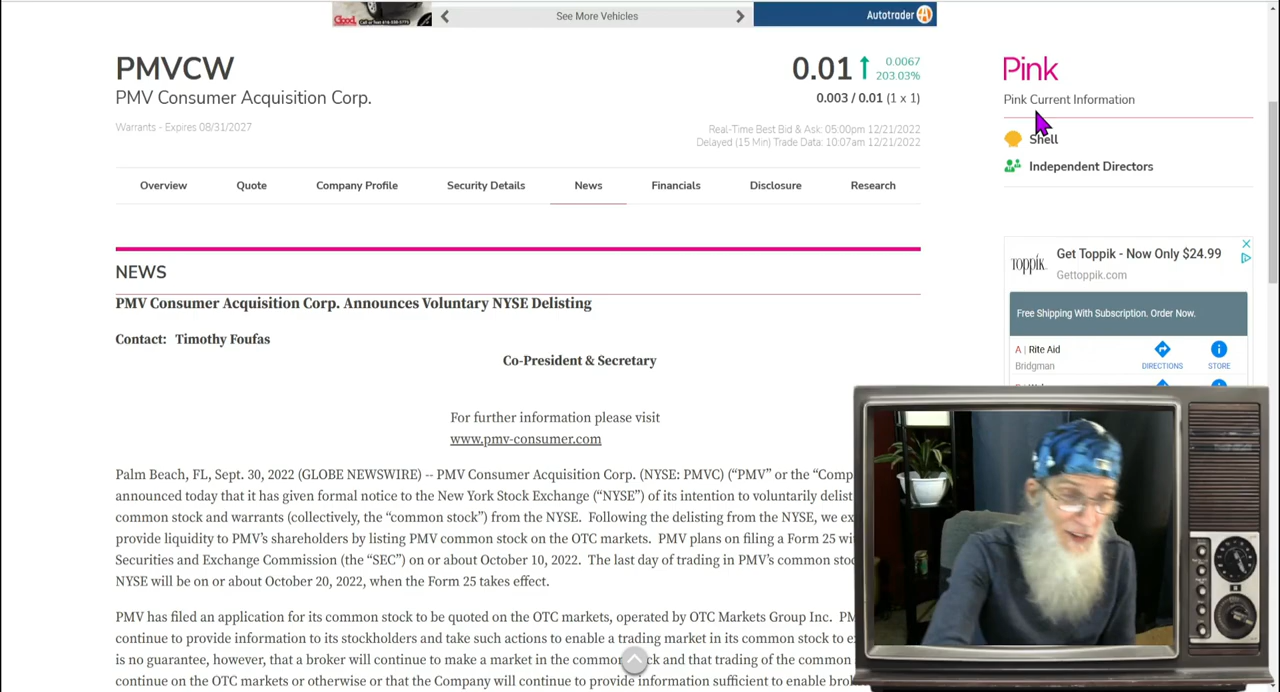 Good
See More Vehicles
Autotrader
PMVCW
PMV Consumer Acquisition Corp.
Warrants - Expires 08/31/2027
0.01
0.0067
203.03%
0.003 / 0.01 (1 x 1)
Real-Time Best Bid & Ask: 05:00pm 12/21/2022
Delayed (15 Min) Trade Data: 10:07am 12/21/2022
Pink
Pink Current Information
Shell
Independent Directors
Overview
Quote
Company Profile
Security Details
News
Financials
Disclosure
Research
NEWS
PMV Consumer Acquisition Corp. Announces Voluntary NYSE Delisting
Contact: Timothy Foufas
Co-President & Secretary
For further information please visit
www.pmv-consumer.com
Palm Beach, FL, Sept. 30, 2022 (GLOBE NEWSWIRE) -- PMV Consumer Acquisition Corp. (NYSE: PMVC) (“PMV” or the “Comp
announced today that it has given formal notice to the New York Stock Exchange (“NYSE”) of its intention to voluntarily delist
common stock and warrants (collectively, the “common stock”) from the NYSE. Following the delisting from the NYSE, we ex
provide liquidity to PMV’s shareholders by listing PMV common stock on the OTC markets. PMV plans on filing a Form 25 wi
Securities and Exchange Commission (the “SEC”) on or about October 10, 2022. The last day of trading in PMV’s common stoc
NYSE will be on or about October 20, 2022, when the Form 25 takes effect.
PMV has filed an application for its common stock to be quoted on the OTC markets, operated by OTC Markets Group Inc. PM
continue to provide information to its stockholders and take such actions to enable a trading market in its common stock to e
is no guarantee, however, that a broker will continue to make a market in the common ck and that trading of the common
continue on the OTC markets or otherwise or that the Company will continue to provide information sufficient to enable brok
TOPPIK
Get Toppik - Now Only $24.99
Gettoppik.com
Free Shipping With Subscription. Order Now.
A | Rite Aid
Bridgman
DIRECTIONS
STORE